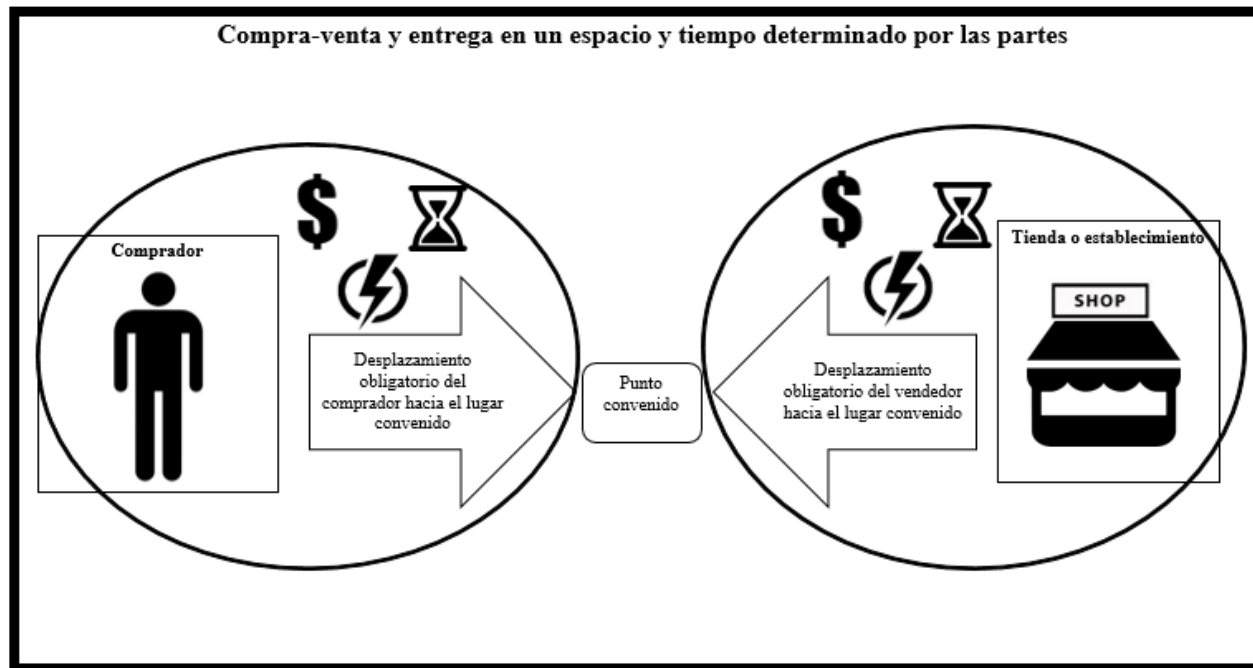 Compra-venta y entrega en un espacio y tiempo determinado por las partes
Comprador
$
Desplazamiento
obligatorio del
comprador hacia el lugar
convenido
Punto
convenido
$
Desplazamiento
obligatorio del vendedor
hacia el lugar convenido
Tienda o establecimiento
SHOP